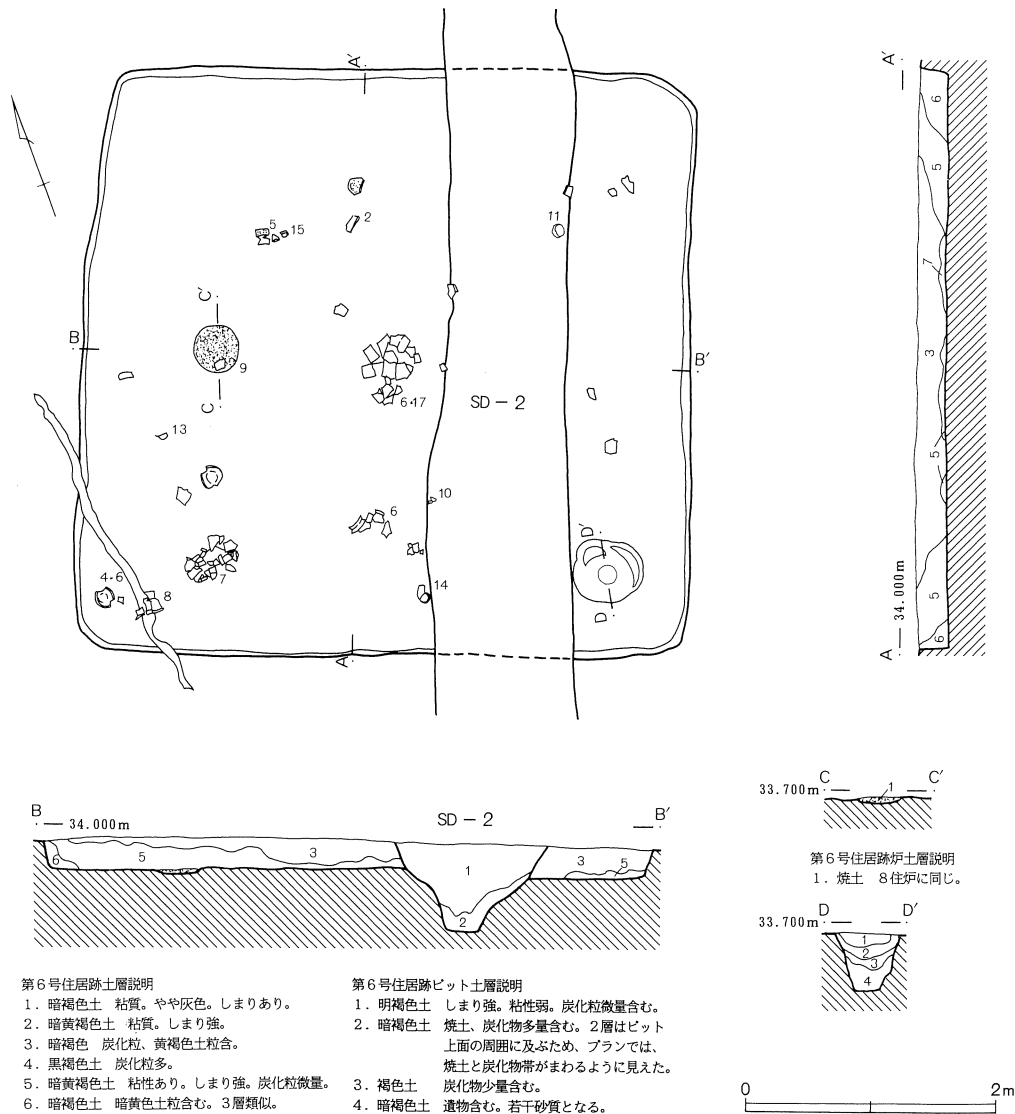 A′
A′
2
5
15
11
C′
B
9
B′
C
6·17
SD－2
13
10
6
D′
4·6
8
7
14
D
A
6
5
7
3
5
5
6
A
34.000m
B
34.000m
SD－2
B′
6
5
3
1
2
3
5
33.700m
C
C′
1
第6号住居跡炉土層説明
1．焼土　8住炉に同じ。
33.700m
D
D′
1
2
3
4
第6号住居跡土層説明
1．暗褐色土　粘質。やや灰色。しまりあり。
2．暗黄褐色土　粘質。しまり強。
3．暗褐色　炭化粒、黄褐色土粒含。
4．黒褐色土　炭化粒多。
5．暗黄褐色土　粘性あり。しまり強。炭化粒微量。
6．暗褐色土　暗黄色土粒含む。3層類似。
第6号住居跡ピット土層説明
1．明褐色土　しまり強。粘性弱。炭化粒微量含む。
2．暗褐色土　焼土、炭化物多量含む。2層はピット
上面の周囲に及ぶため、プランでは、
焼土と炭化物帯がまわるように見えた。
3．褐色土　炭化物少量含む。
4．暗褐色土　遺物含む。若干砂質となる。
0
2m